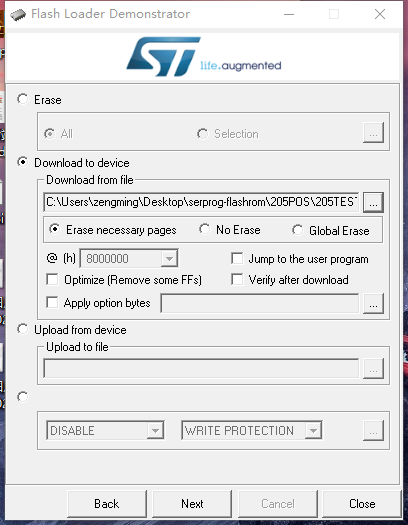 Flash Loader Demonstrator
ST
life.augmented
Erase
All
Selection
...
Download to device
Download from file
C:\Users\zengming\Desktop\serprog-flashrom\205POS\205TEST
...
Erase necessary pages
No Erase
Global Erase
@ (h)
8000000
Jump to the user program
Optimize (Remove some FFs)
Verify after download
Apply option bytes
...
Upload from device
Upload to file
...
DISABLE
WRITE PROTECTION
...
Back
Next
Cancel
Close